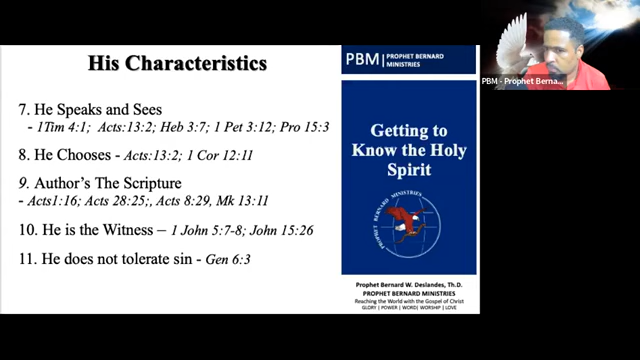 His Characteristics
7. He Speaks and Sees
- 1Tim 4:1; Acts:13:2; Heb 3:7; 1 Pet 3:12; Pro 15:3
8. He Chooses - Acts:13:2; 1 Cor 12:11
9. Author's The Scripture
- Acts1:16; Acts 28:25;, Acts 8:29, Mk 13:11
10. He is the Witness – 1 John 5:7-8; John 15:26
11. He does not tolerate sin - Gen 6:3
PBM | PROPHET BERNARD
MINISTRIES
Getting to
Know the Holy
Spirit
PROPHET BERNARD MINISTRIES
Prophet Bernard W. Deslandes, Th.D.
PROPHET BERNARD MINISTRIES
Reaching the World with the Gospel of Christ
GLORY | POWER | WORD | WORSHIP | LOVE
PBM - Prophet Berna...